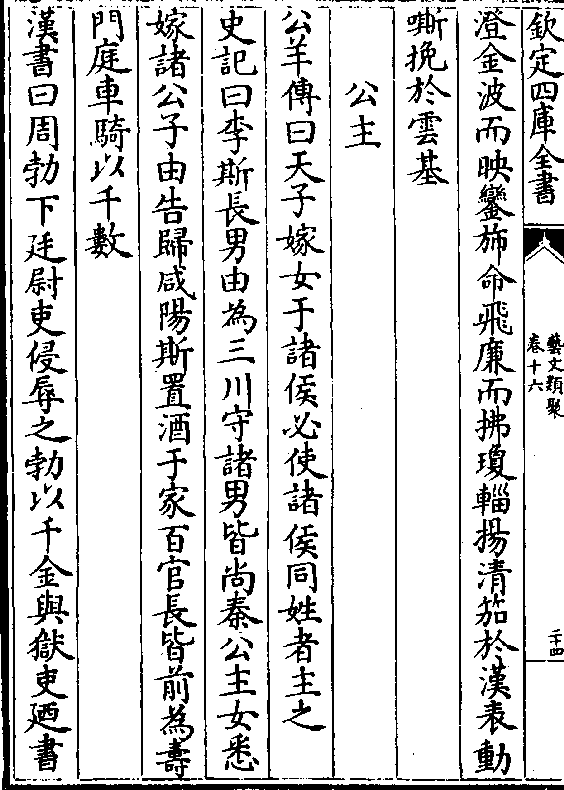 欽定四庫全書
藝文類聚
卷十六
二十四
澄金波而映鑾斾命飛廉而拂瓊輜揚清笳於漢表動
嘶挽於雲基
公主
公羊傳曰天子嫁女于諸侯必使諸侯同姓者主之
史記曰李斯長男由為三川守諸男皆尚秦公主女悉
嫁諸公子由告歸咸陽斯置酒于家百官長皆前為壽
門庭車騎以千數
漢書曰周勃下廷尉吏侵辱之勃以千金與獄吏廼書